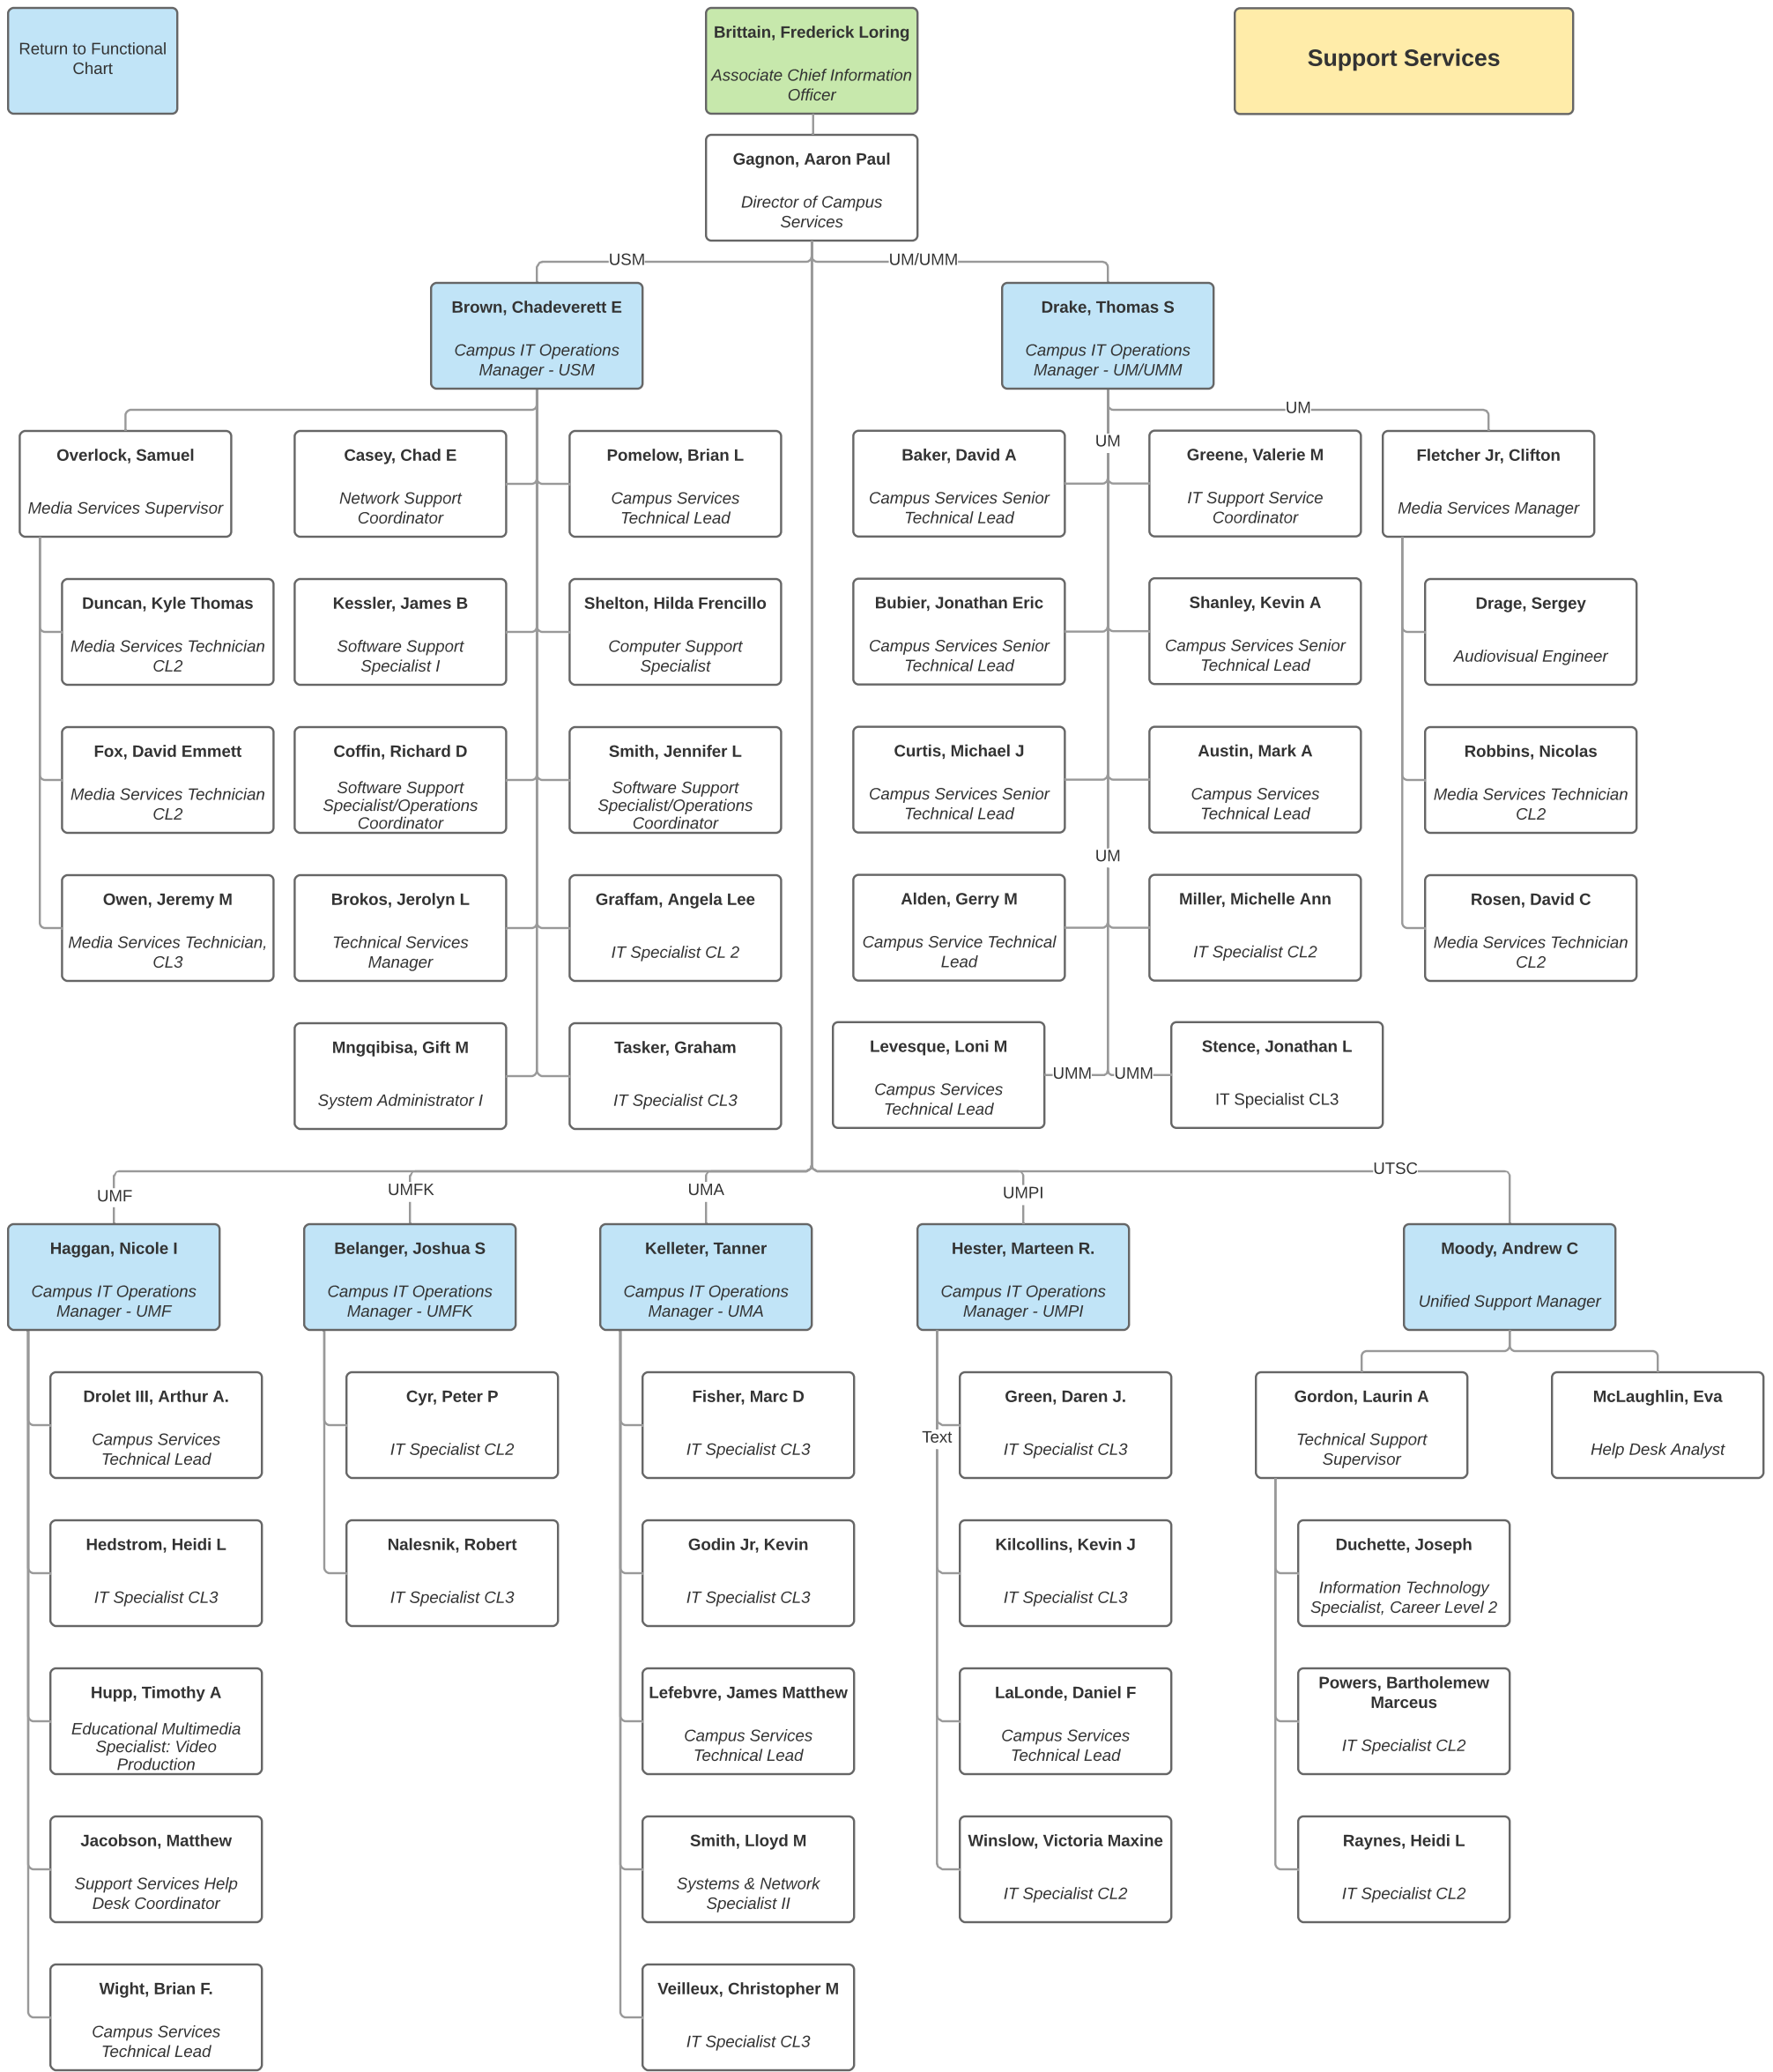 Return to Functional
Chart
Brittain, Frederick Loring
Associate Chief Information
Officer
Support Services
Gagnon, Aaron Paul
Director of Campus
Services
USM
UM/UMM
Brown, Chadeverett E
Campus IT Operations
Manager - USM
Drake, Thomas S
Campus IT Operations
Manager - UM/UMM
UM
UM
Overlock, Samuel
Media Services Supervisor
Casey, Chad E
Network Support
Coordinator
Pomelow, Brian L
Campus Services
Technical Lead
Baker, David A
Campus Services Senior
Technical Lead
Greene, Valerie M
IT Support Service
Coordinator
Fletcher Jr, Clifton
Media Services Manager
Duncan, Kyle Thomas
Media Services Technician
CL2
Kessler, James B
Software Support
Specialist I
Shelton, Hilda Frencillo
Computer Support
Specialist
Bubier, Jonathan Eric
Campus Services Senior
Technical Lead
Shanley, Kevin A
Campus Services Senior
Technical Lead
Drage, Sergey
Audiovisual Engineer
Fox, David Emmett
Media Services Technician
CL2
Coffin, Richard D
Software Support
Specialist/Operations
Coordinator
Smith, Jennifer L
Software Support
Specialist/Operations
Coordinator
Curtis, Michael J
Campus Services Senior
Technical Lead
Austin, Mark A
Campus Services
Technical Lead
Robbins, Nicolas
Media Services Technician
CL2
UM
Owen, Jeremy M
Media Services Technician,
CL3
Brokos, Jerolyn L
Technical Services
Manager
Graffam, Angela Lee
IT Specialist CL 2
Alden, Gerry M
Campus Service Technical
Lead
Miller, Michelle Ann
IT Specialist CL2
Rosen, David C
Media Services Technician
CL2
Mngqibisa, Gift M
System Administrator I
Tasker, Graham
IT Specialist CL3
Levesque, Loni M
Campus Services
Technical Lead
UMM
UMM
Stence, Jonathan L
IT Specialist CL3
UMF
UMFK
UMA
UMPI
UTSC
Haggan, Nicole I
Campus IT Operations
Manager - UMF
Belanger, Joshua S
Campus IT Operations
Manager - UMFK
Kelleter, Tanner
Campus IT Operations
Manager - UMA
Hester, Marteen R.
Campus IT Operations
Manager - UMPI
Moody, Andrew C
Unified Support Manager
Drolet III, Arthur A.
Campus Services
Technical Lead
Cyr, Peter P
IT Specialist CL2
Fisher, Marc D
IT Specialist CL3
Text
Green, Daren J.
IT Specialist CL3
Gordon, Laurin A
Technical Support
Supervisor
McLaughlin, Eva
Help Desk Analyst
Hedstrom, Heidi L
IT Specialist CL3
Nalesnik, Robert
IT Specialist CL3
Godin Jr, Kevin
IT Specialist CL3
Kilcollins, Kevin J
IT Specialist CL3
Duchette, Joseph
Information Technology
Specialist, Career Level 2
Hupp, Timothy A
Educational Multimedia
Specialist: Video
Production
Lefebvre, James Matthew
Campus Services
Technical Lead
LaLonde, Daniel F
Campus Services
Technical Lead
Powers, Bartholemew
Marceus
IT Specialist CL2
Jacobson, Matthew
Support Services Help
Desk Coordinator
Smith, Lloyd M
Systems & Network
Specialist II
Winslow, Victoria Maxine
IT Specialist CL2
Raynes, Heidi L
IT Specialist CL2
Wight, Brian F.
Campus Services
Technical Lead
Veilleux, Christopher M
IT Specialist CL3